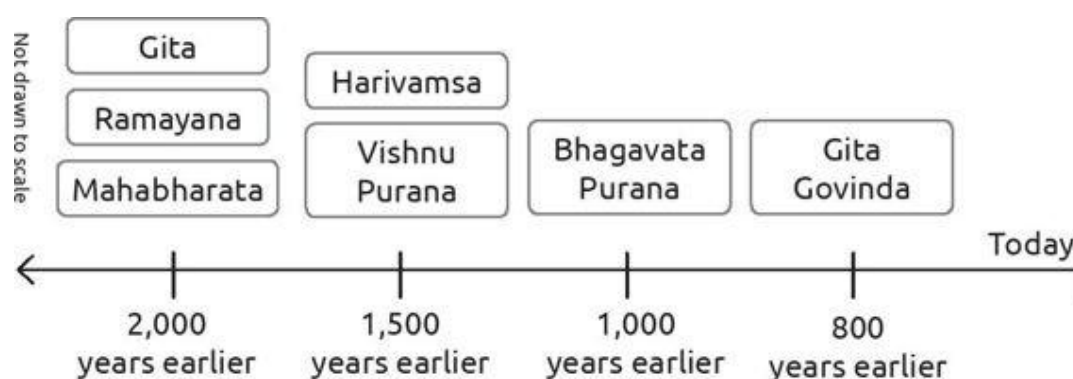 Not drawn to scale
Gita
Ramayana
Mahabharata
Harivamsa
Vishnu
Purana
Bhagavata
Purana
Gita
Govinda
Today
2,000
years earlier
1,500
years earlier
1,000
years earlier
800
years earlier